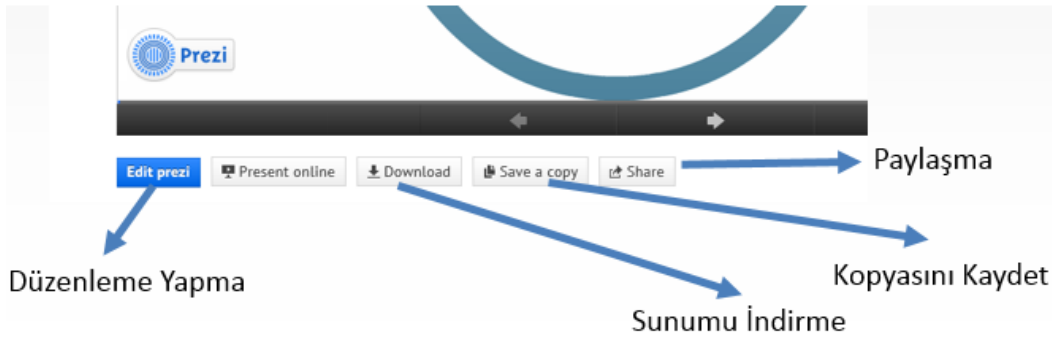 Prezi
Edit prezi Present online Download Save a copy Share
Paylaşma
Düzenleme Yapma
Kopyasını Kaydet
Sunumu İndirme